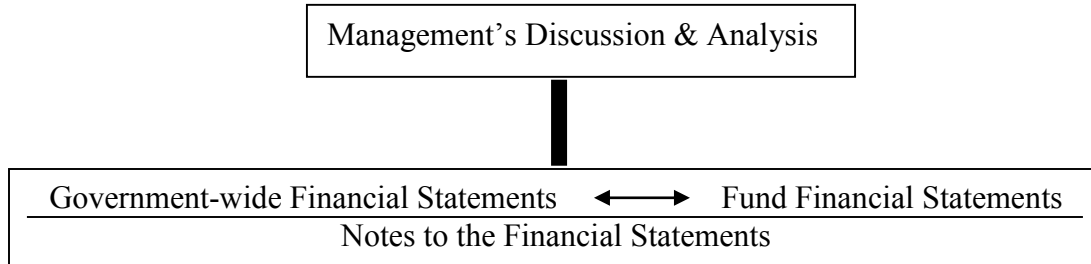 Management’s Discussion & Analysis
Government-wide Financial Statements Fund Financial Statements
Notes to the Financial Statements